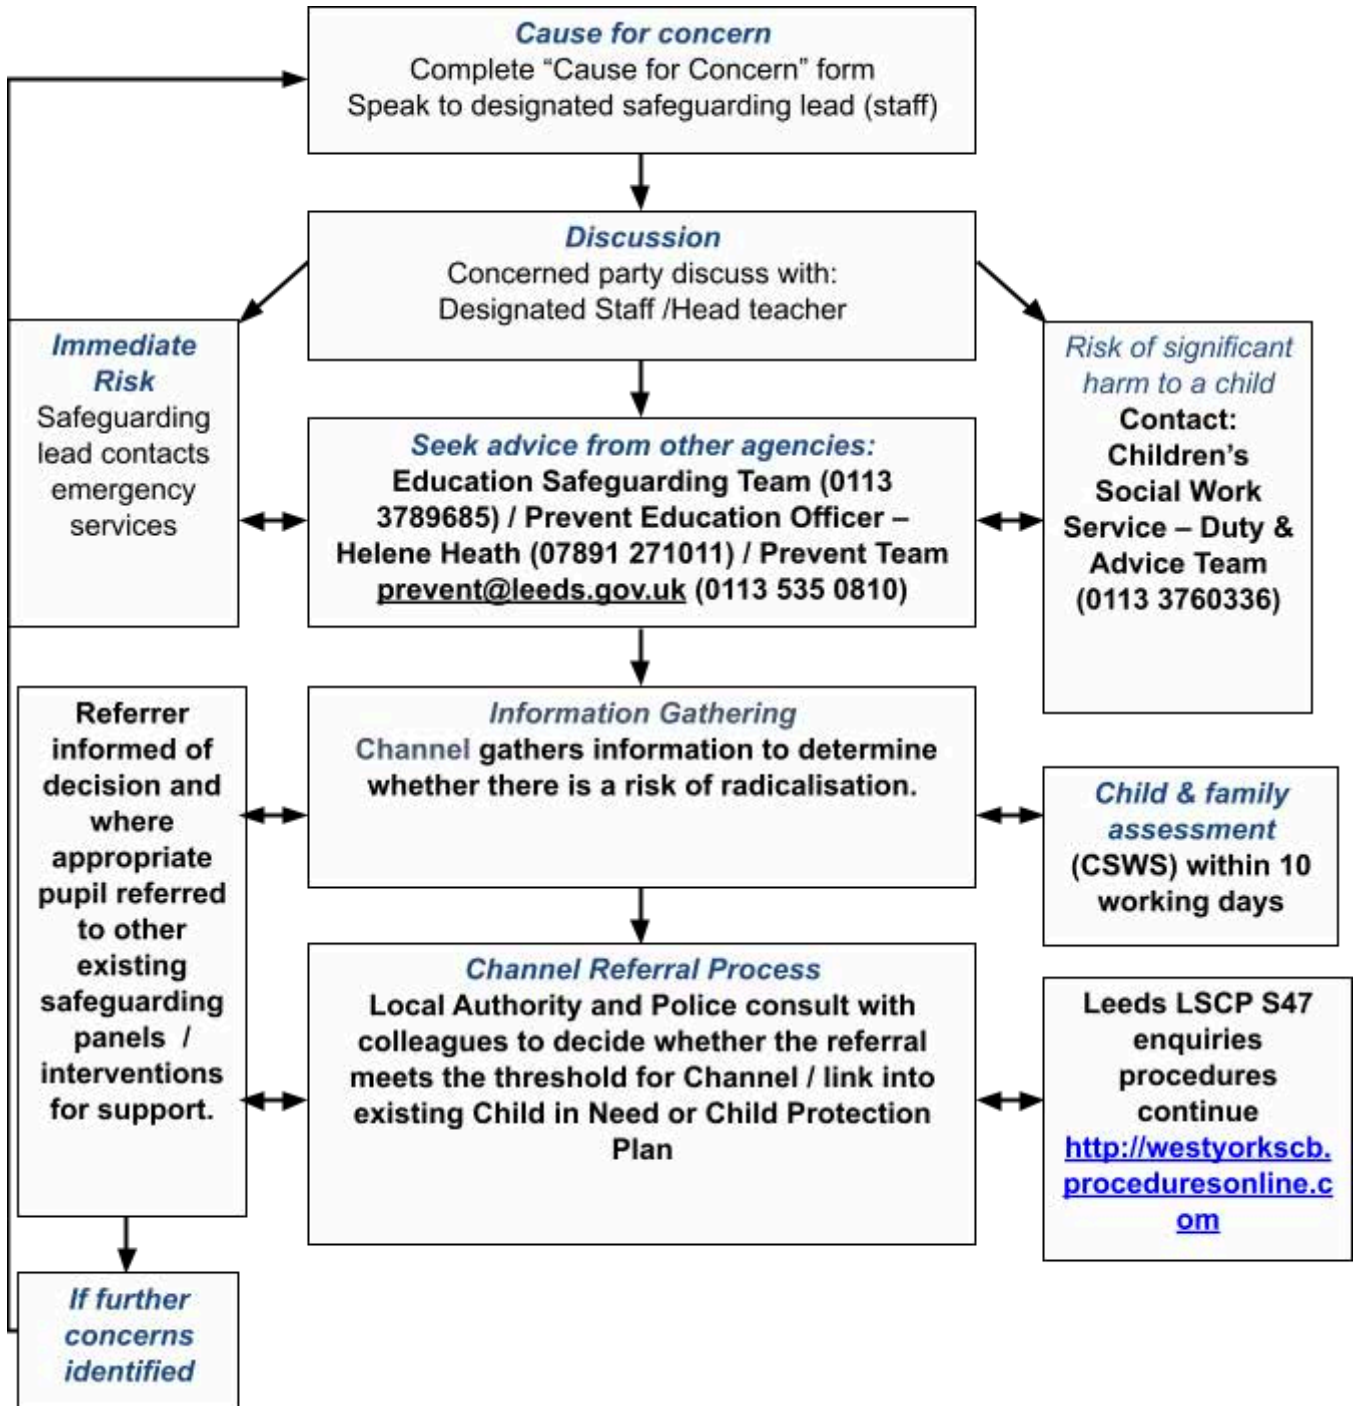 Cause for concern
Complete “Cause for Concern” form
Speak to designated safeguarding lead (staff)
Discussion
Concerned party discuss with:
Designated Staff /Head teacher
Immediate
Risk
Safeguarding
lead contacts
emergency
services
Seek advice from other agencies:
Education Safeguarding Team (0113
3789685) / Prevent Education Officer –
Helene Heath (07891 271011) / Prevent Team
prevent@leeds.gov.uk (0113 535 0810)
Risk of significant
harm to a child
Contact:
Children’s
Social Work
Service – Duty &
Advice Team
(0113 3760336)
Referrer
informed of
decision and
where
appropriate
pupil referred
to other
existing
safeguarding
panels /
interventions
for support.
Information Gathering
Channel gathers information to determine
whether there is a risk of radicalisation.
Child & family
assessment
(CSWS) within 10
working days
Channel Referral Process
Local Authority and Police consult with
colleagues to decide whether the referral
meets the threshold for Channel / link into
existing Child in Need or Child Protection
Plan
Leeds LSCP S47
enquiries
procedures
continue
http://westyorkscb.
proceduresonline.c
om
If further
concerns
identified